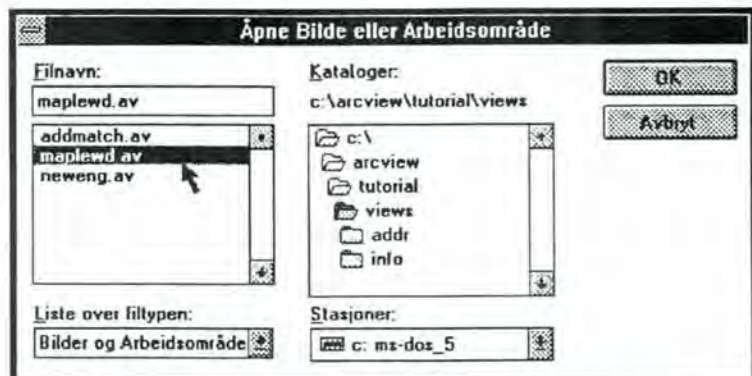 Åpne Bilde eller Arbeidsområde
Filnavn:
maplewd.av
addmatch.av
maplewd.av
neweng.av
Liste over filtypen:
Bilder og Arbeidsområde
Kataloger:
c:\arcview\tutorial\views
c:\
arcview
tutorial
views
addr
info
Stasjoner:
c: ms-dos_5
OK
Avbryt